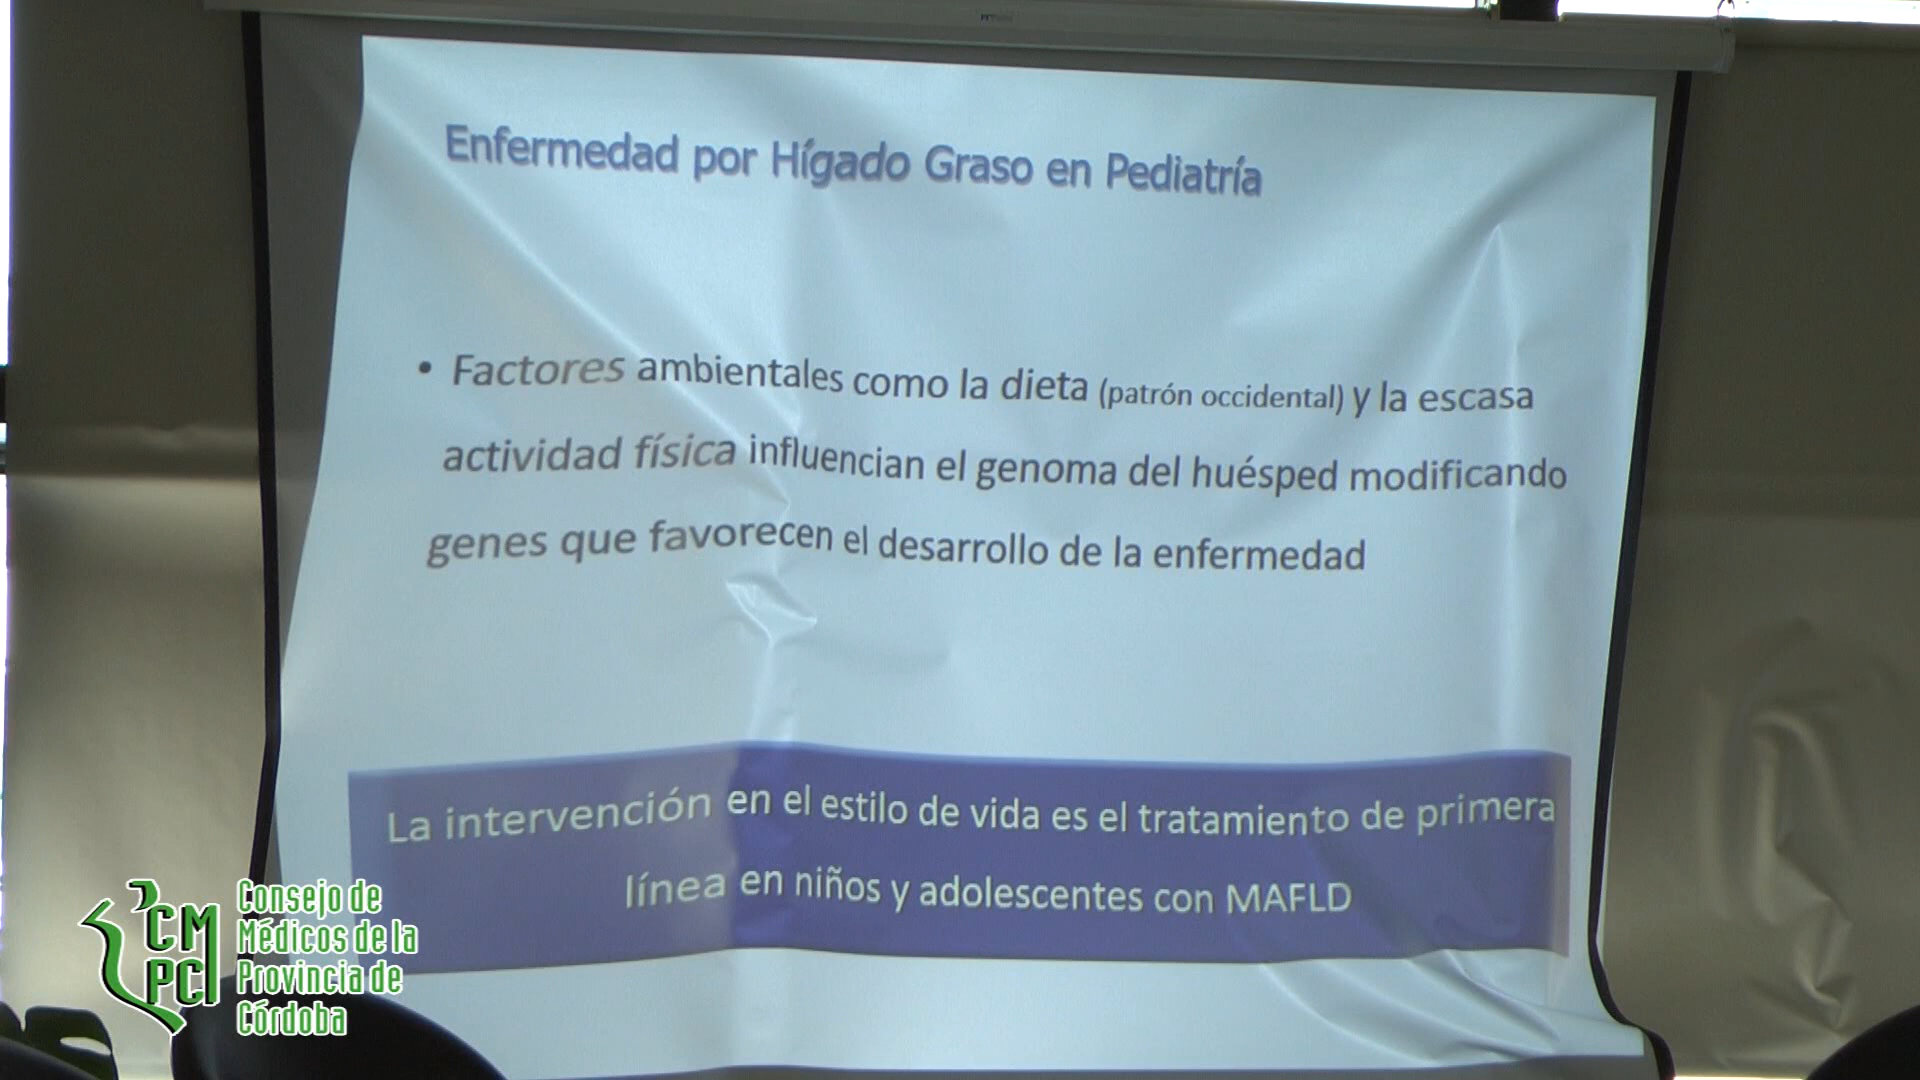 Enfermedad por Hígado Graso en Pediatría
• Factores ambientales como la dieta (patrón occidental) y la escasa
actividad física influencian el genoma del huésped modificando
genes que favorecen el desarrollo de la enfermedad
La intervención en el estilo de vida es el tratamiento de primera
línea en niños y adolescentes con MAFLD
CM
PC
Consejo de
Médicos de la
Provincia de
Córdoba